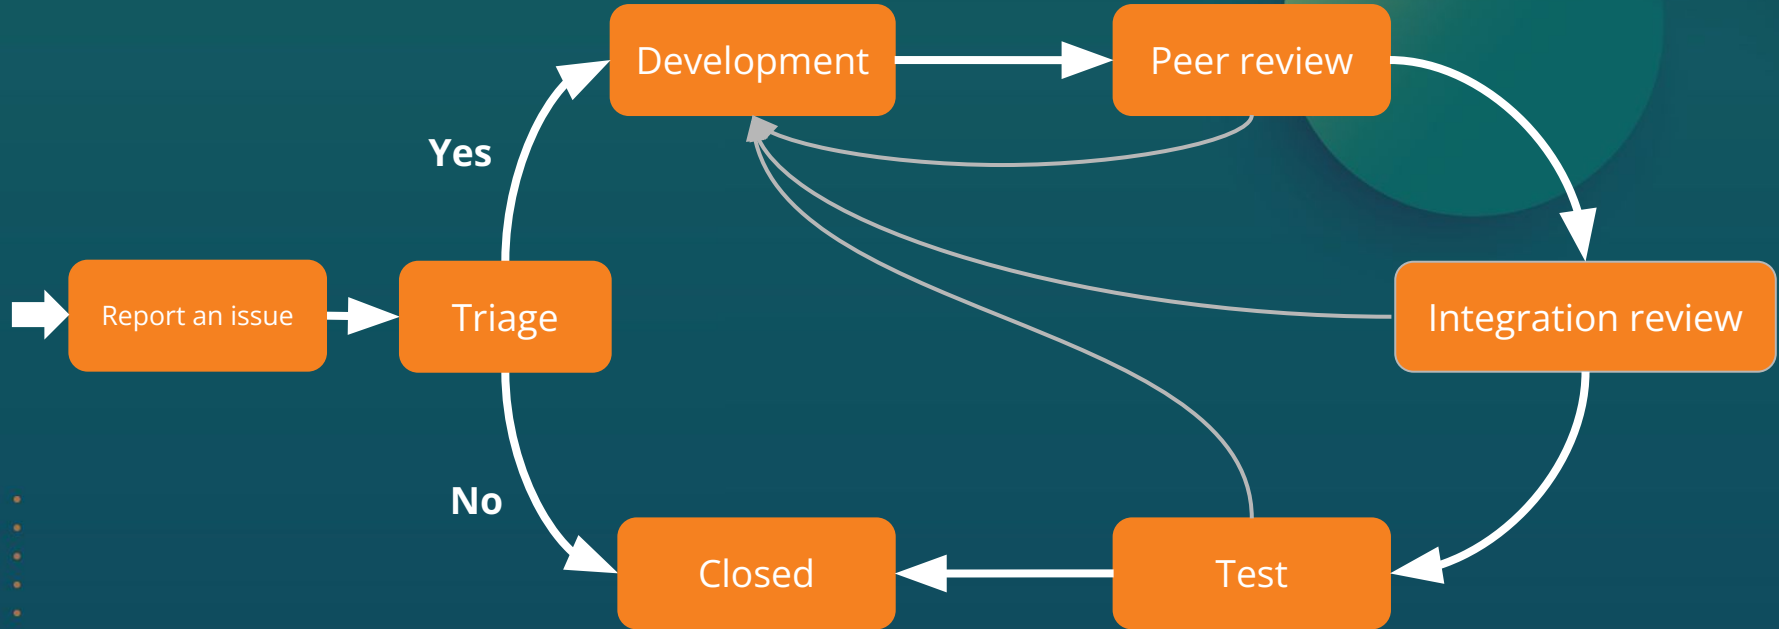 Development
Peer review
Yes
Report an issue
Triage
Integration review
No
Closed
Test